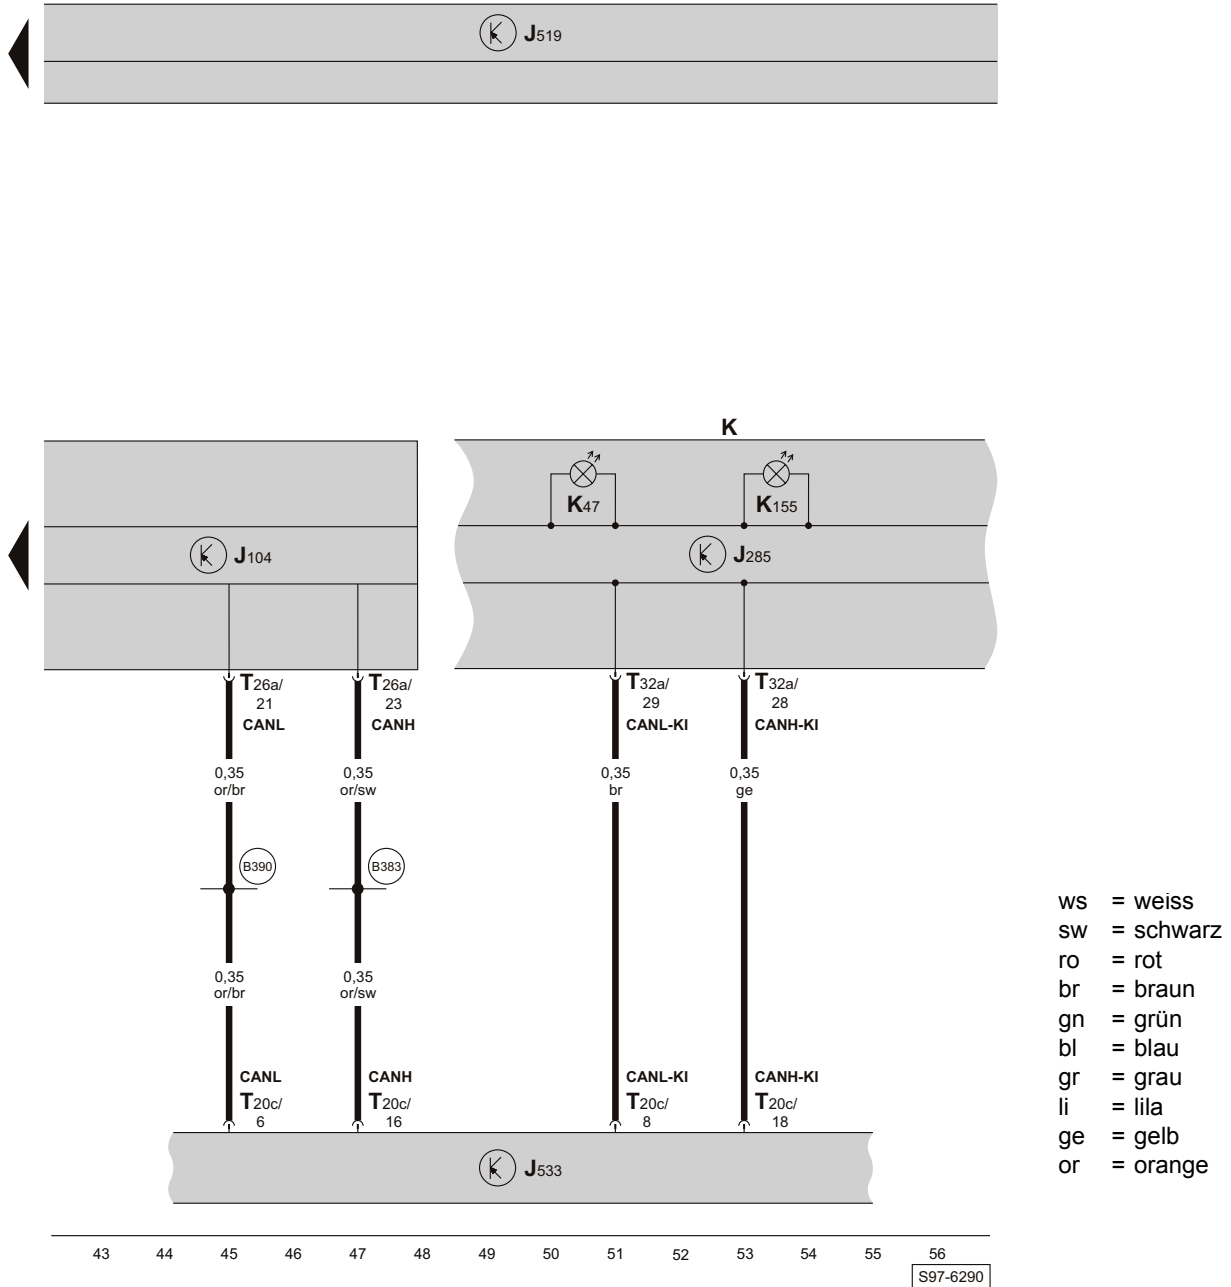 J519
K
K47 K155
J104 J285
T26a/ T26a/ T32a/ T32a/
21 23 29 28
CANL CANH CANL-KI CANH-KI
0,35 0,35 0,35 0,35
or/br or/sw br ge
B390 B383
0,35 0,35
or/br or/sw
CANL CANH CANL-KI CANH-KI
T20c/ T20c/ T20c/ T20c/
6 16 8 18
J533
43 44 45 46 47 48 49 50 51 52 53 54 55 56
S97-6290
ws = weiss
sw = schwarz
ro = rot
br = braun
gn = grün
bl = blau
gr = grau
li = lila
ge = gelb
or = orange